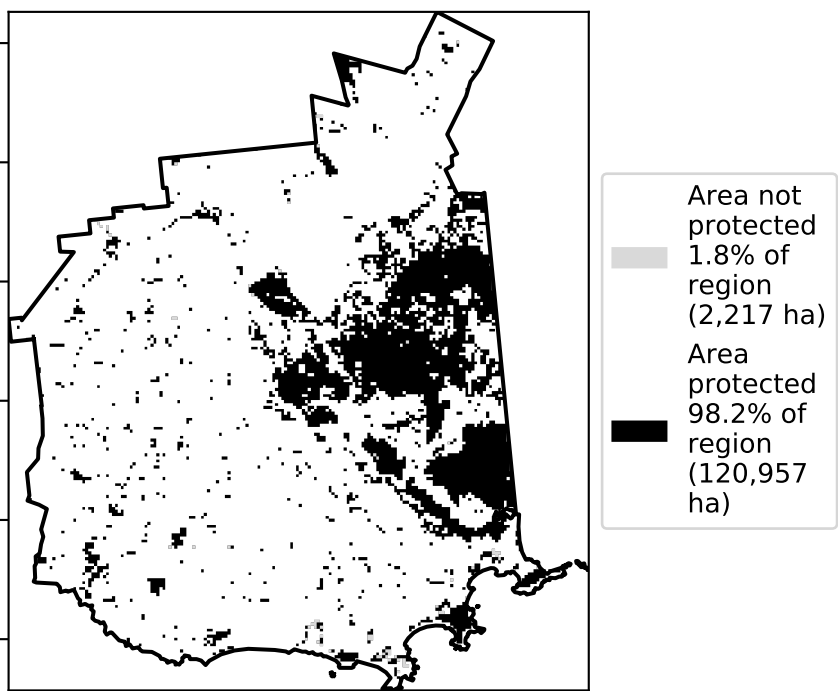 Area not
protected
1.8% of
region
(2,217 ha)
Area
protected
98.2% of
region
(120,957
ha)